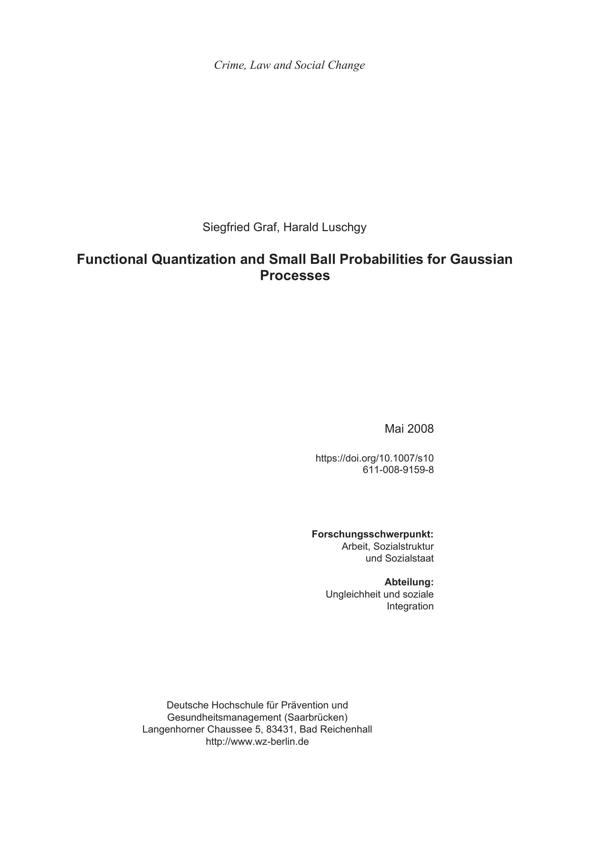 Crime, Law and Social Change
Siegfried Graf, Harald Luschgy
Functional Quantization and Small Ball Probabilities for Gaussian
Processes
Mai 2008
https://doi.org/10.1007/s10
611-008-9159-8
Forschungsschwerpunkt:
Arbeit, Sozialstruktur
und Sozialstaat
Abteilung:
Ungleichheit und soziale
Integration
Deutsche Hochschule für Prävention und
Gesundheitsmanagement (Saarbrücken)
Langenhorner Chaussee 5, 83431, Bad Reichenhall
http://www.wz-berlin.de